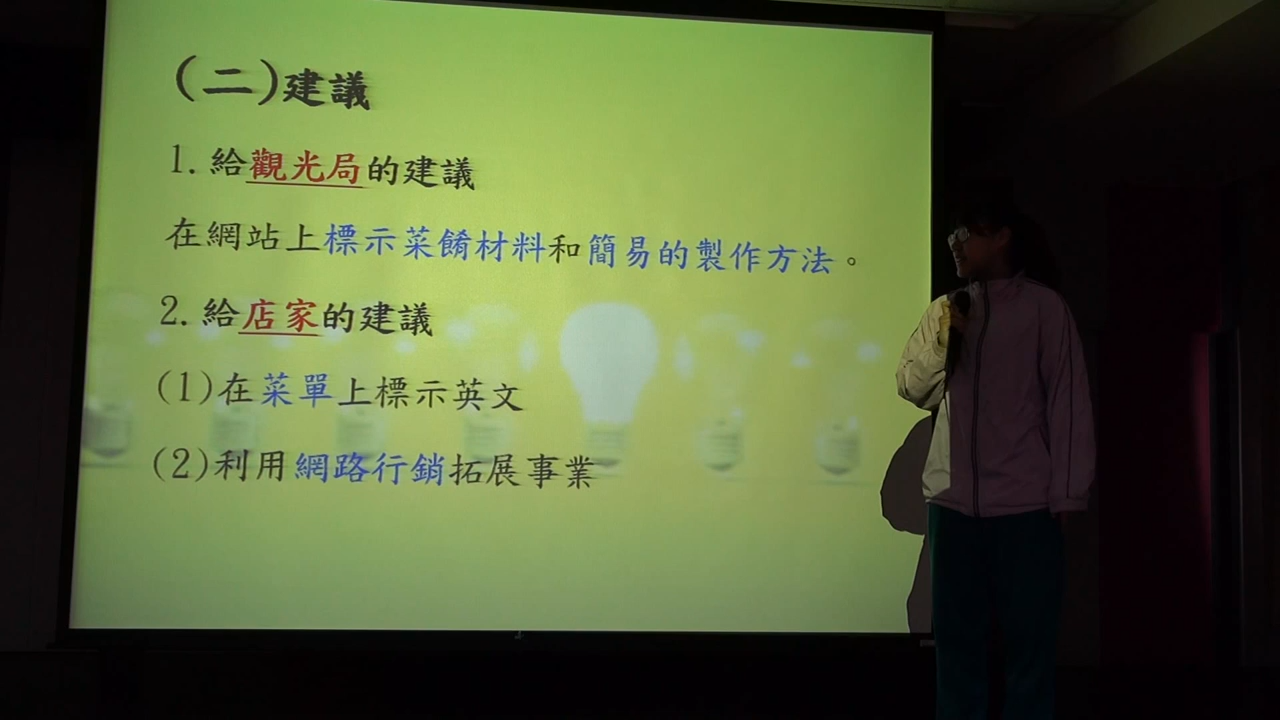 (二)建議
1.給觀光局的建議
在網站上標示菜餚材料和簡易的製作方法。
2.給店家的建議
(1)在菜單上標示英文
(2)利用網路行銷拓展事業